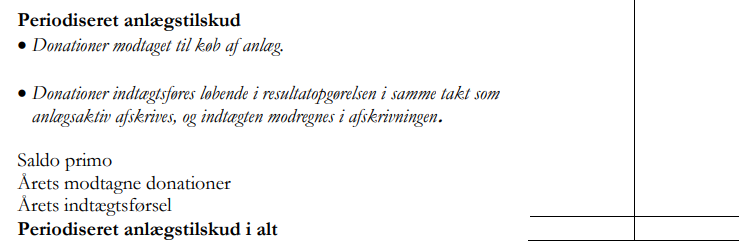 Periodiseret anlægstilskud
• Donationer modtaget til køb af anlæg.
• Donationer indtægtsføres løbende i resultatopgørelsen i samme takt som
anlægsaktiv afskrives, og indtægten modregnes i afskrivningen.
Saldo primo
Årets modtagne donationer
Årets indtægtsførsel
Periodiseret anlægstilskud i alt